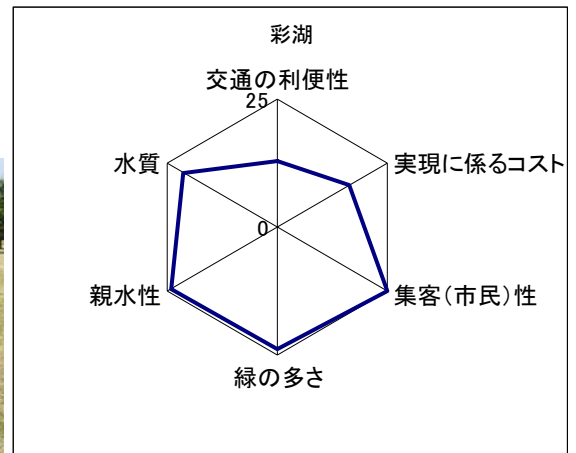 彩湖
交通の利便性
25
水質
実現に係るコスト
0
親水性
集客(市民)性
緑の多さ